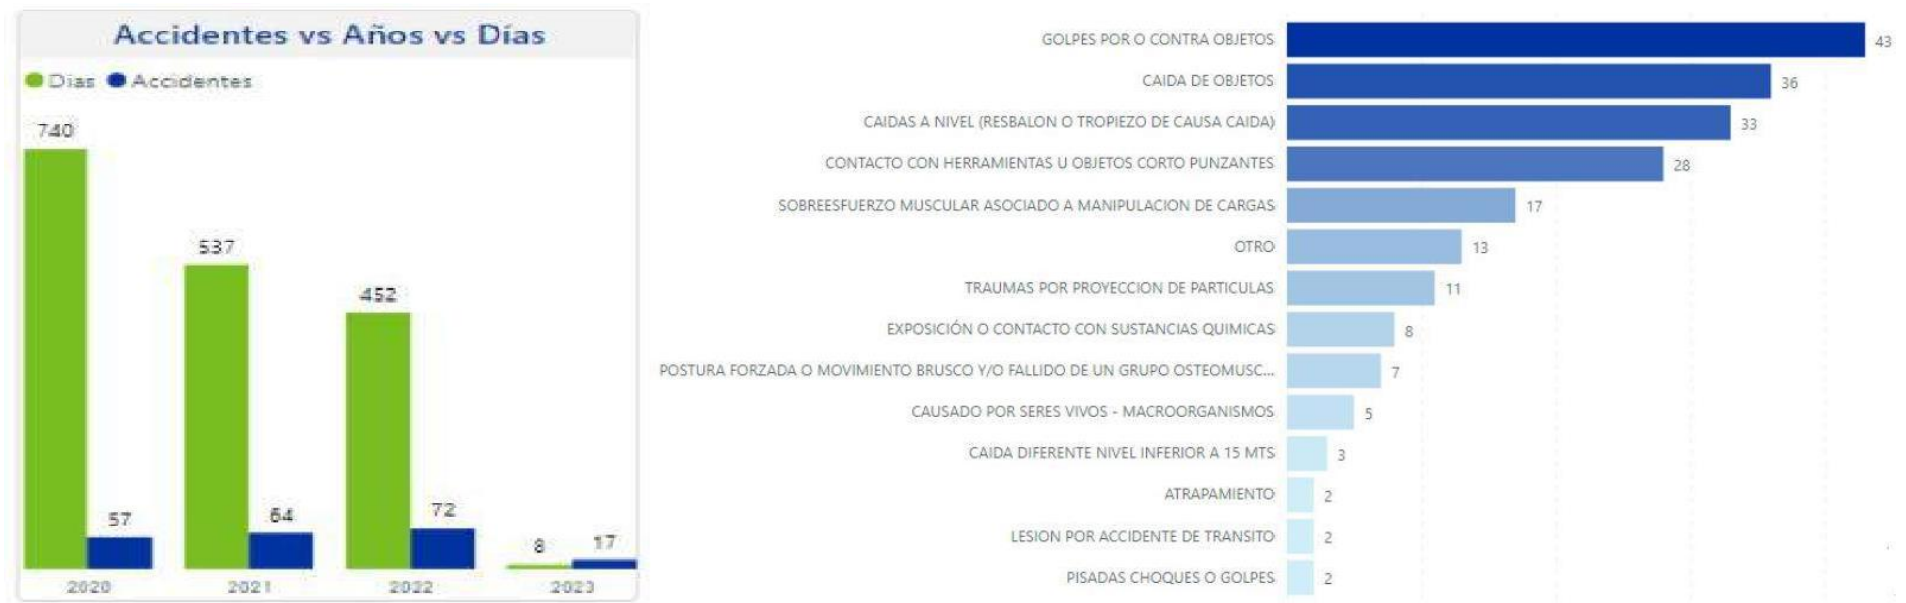 Accidentes vs Años vs Días
Dias Accidentes
740
57
537
64
452
72
8
17
2020 2021 2022 2023
GOLPES POR O CONTRA OBJETOS 43
CAIDA DE OBJETOS 36
CAIDAS A NIVEL (RESBALON O TROPIEZO DE CAUSA CAIDA) 33
CONTACTO CON HERRAMIENTAS U OBJETOS CORTO PUNZANTES 28
SOBREESFUERZO MUSCULAR ASOCIADO A MANIPULACION DE CARGAS 17
OTRO 13
TRAUMAS POR PROYECCION DE PARTICULAS 11
EXPOSICIÓN O CONTACTO CON SUSTANCIAS QUIMICAS 8
POSTURA FORZADA O MOVIMIENTO BRUSCO Y/O FALLIDO DE UN GRUPO OSTEOMUSC... 7
CAUSADO POR SERES VIVOS - MACROORGANISMOS 5
CAIDA DIFERENTE NIVEL INFERIOR A 15 MTS 3
ATRAPAMIENTO 2
LESION POR ACCIDENTE DE TRANSITO 2
PISADAS CHOQUES O GOLPES 2